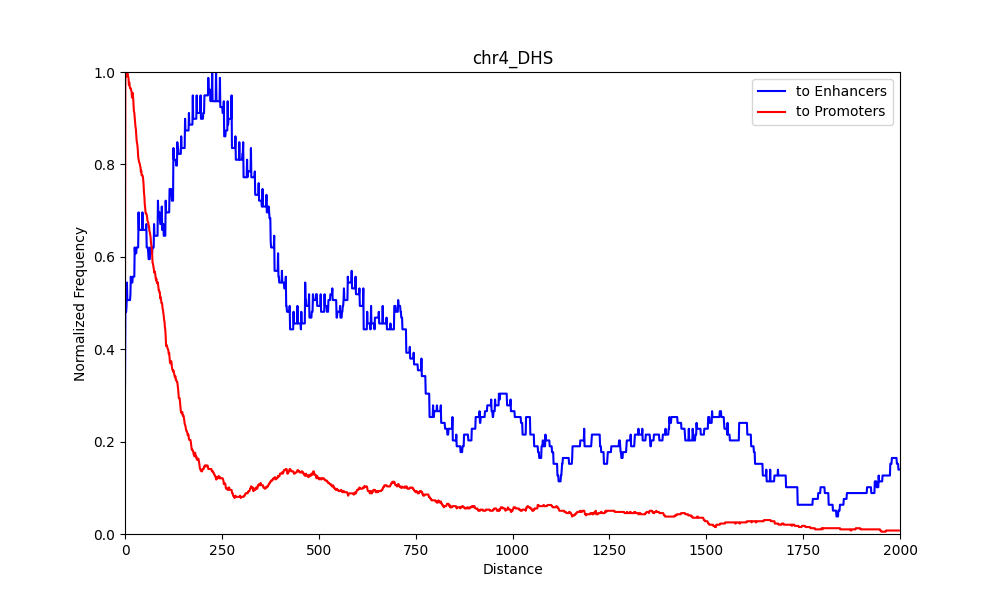 chr4_DHS
to Enhancers
to Promoters
Normalized Frequency
1.0
0.8
0.6
0.4
0.2
0.0
0 250 500 750 1000 1250 1500 1750 2000
Distance